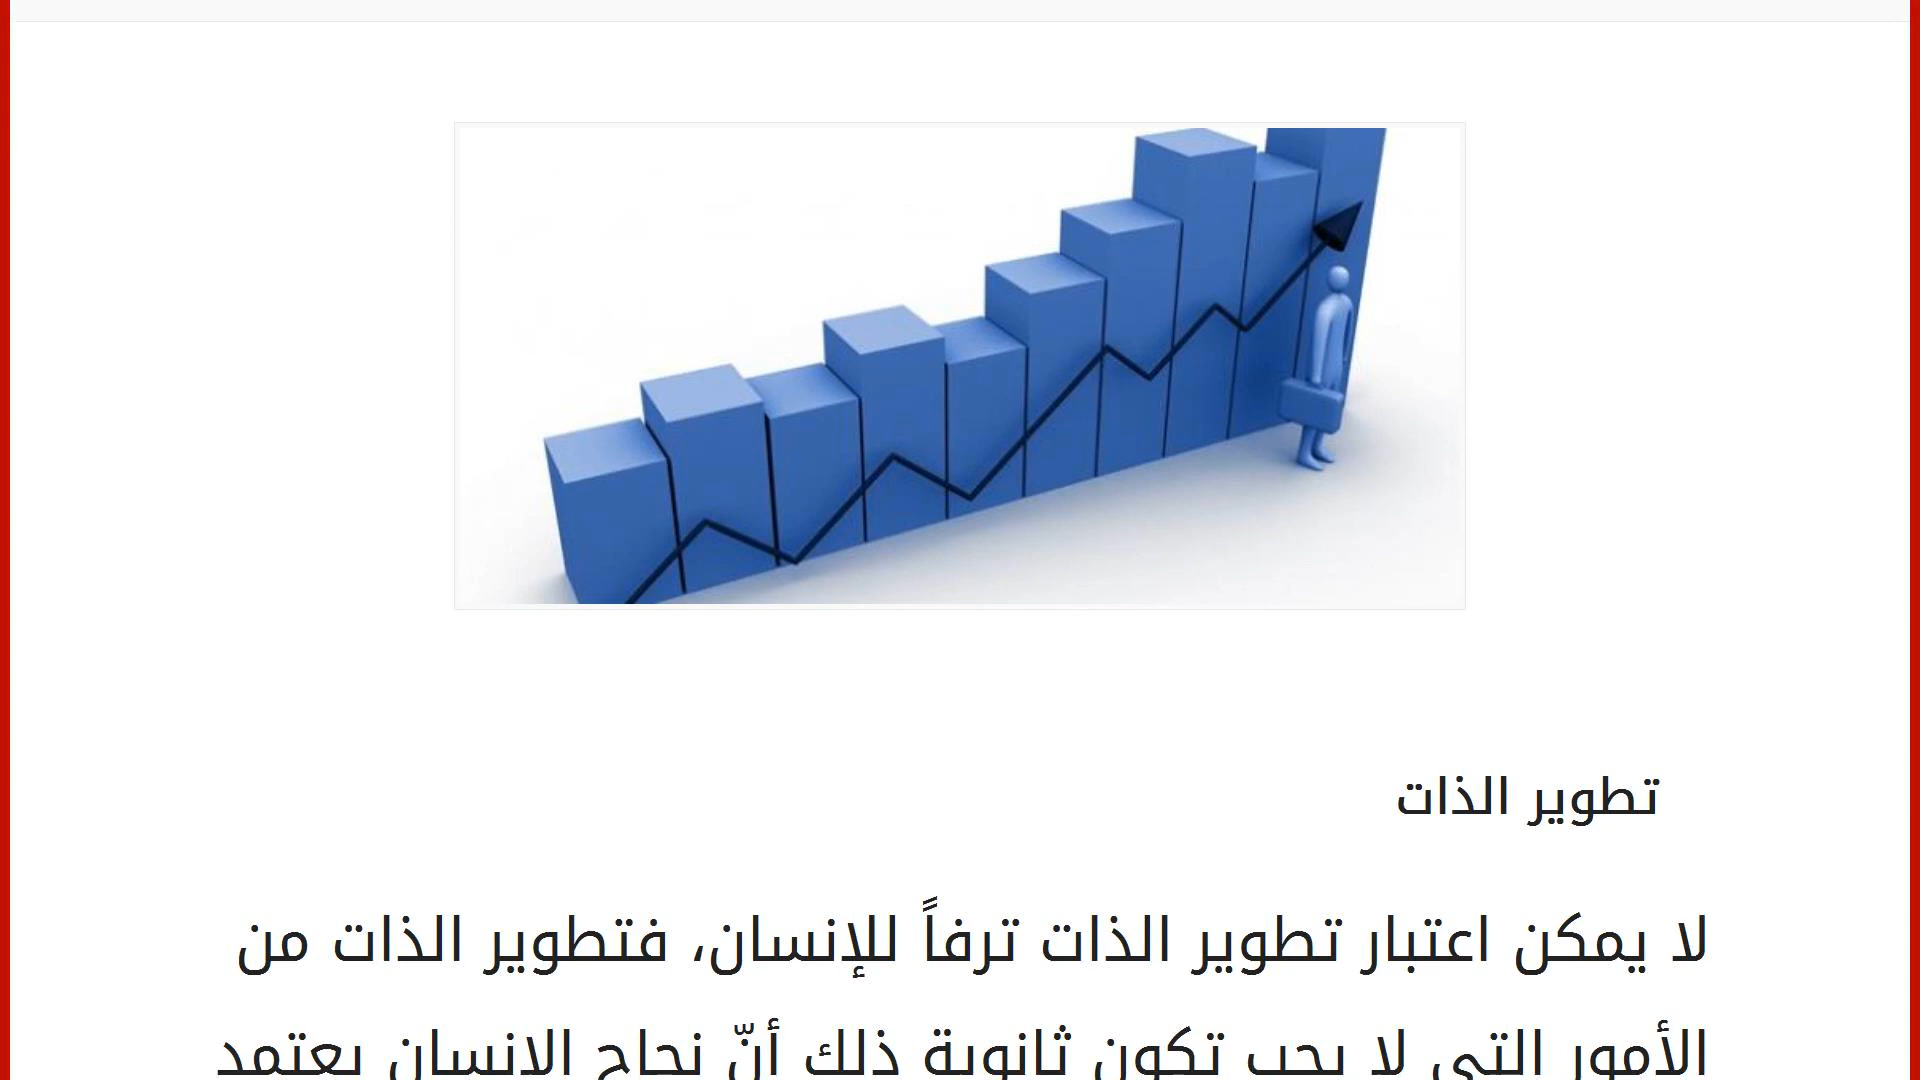 تطوير الذات
لا يمكن اعتبار تطوير الذات ترفاً للإنسان، فتطوير الذات من
الأمور التي لا يجب تكون ثانوية ذلك أنّ نجاح الانسان يعتمد